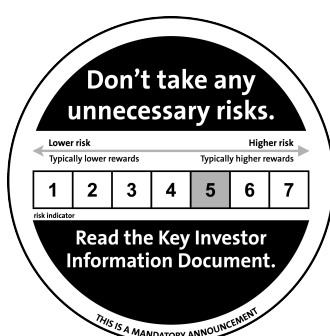 Don’t take any
unnecessary risks.
Lower risk Higher risk
Typically lower rewards Typically higher rewards
1 2 3 4 5 6 7
risk indicator
Read the Key Investor
Information Document.
THIS IS A MANDATORY ANNOUNCEMENT